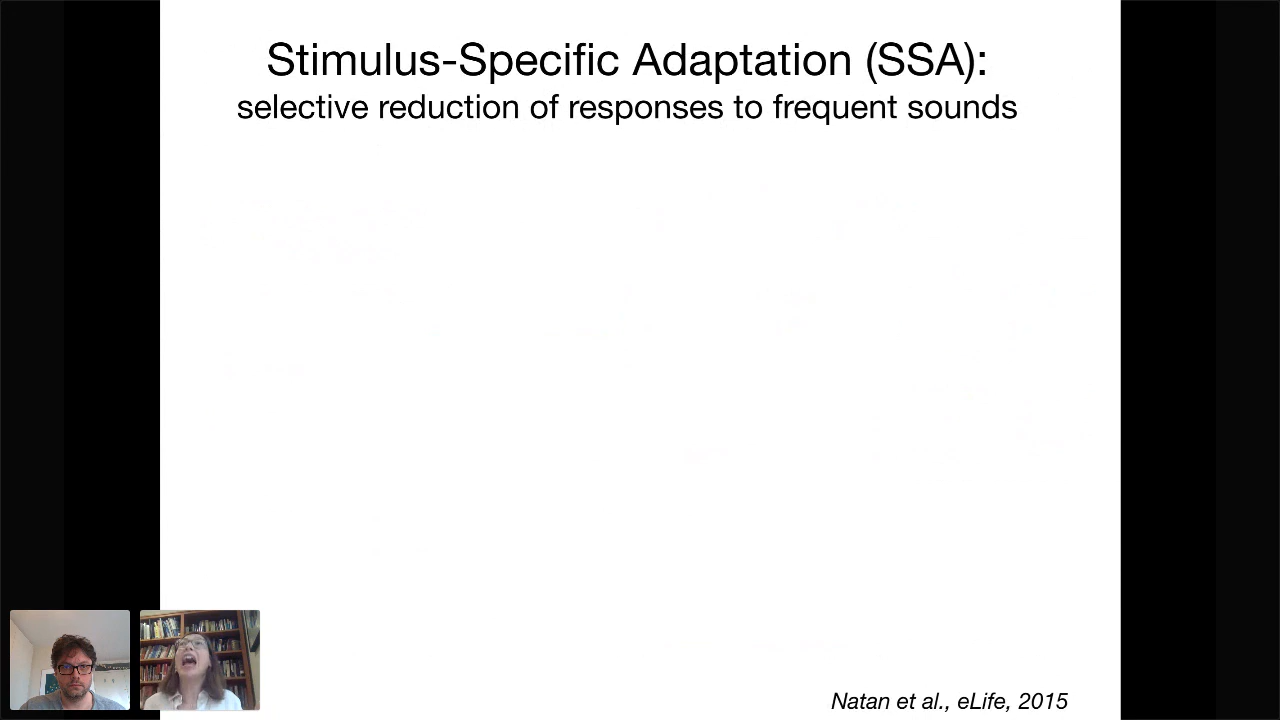 Stimulus-Specific Adaptation (SSA):
selective reduction of responses to frequent sounds
Natan et al., eLife, 2015